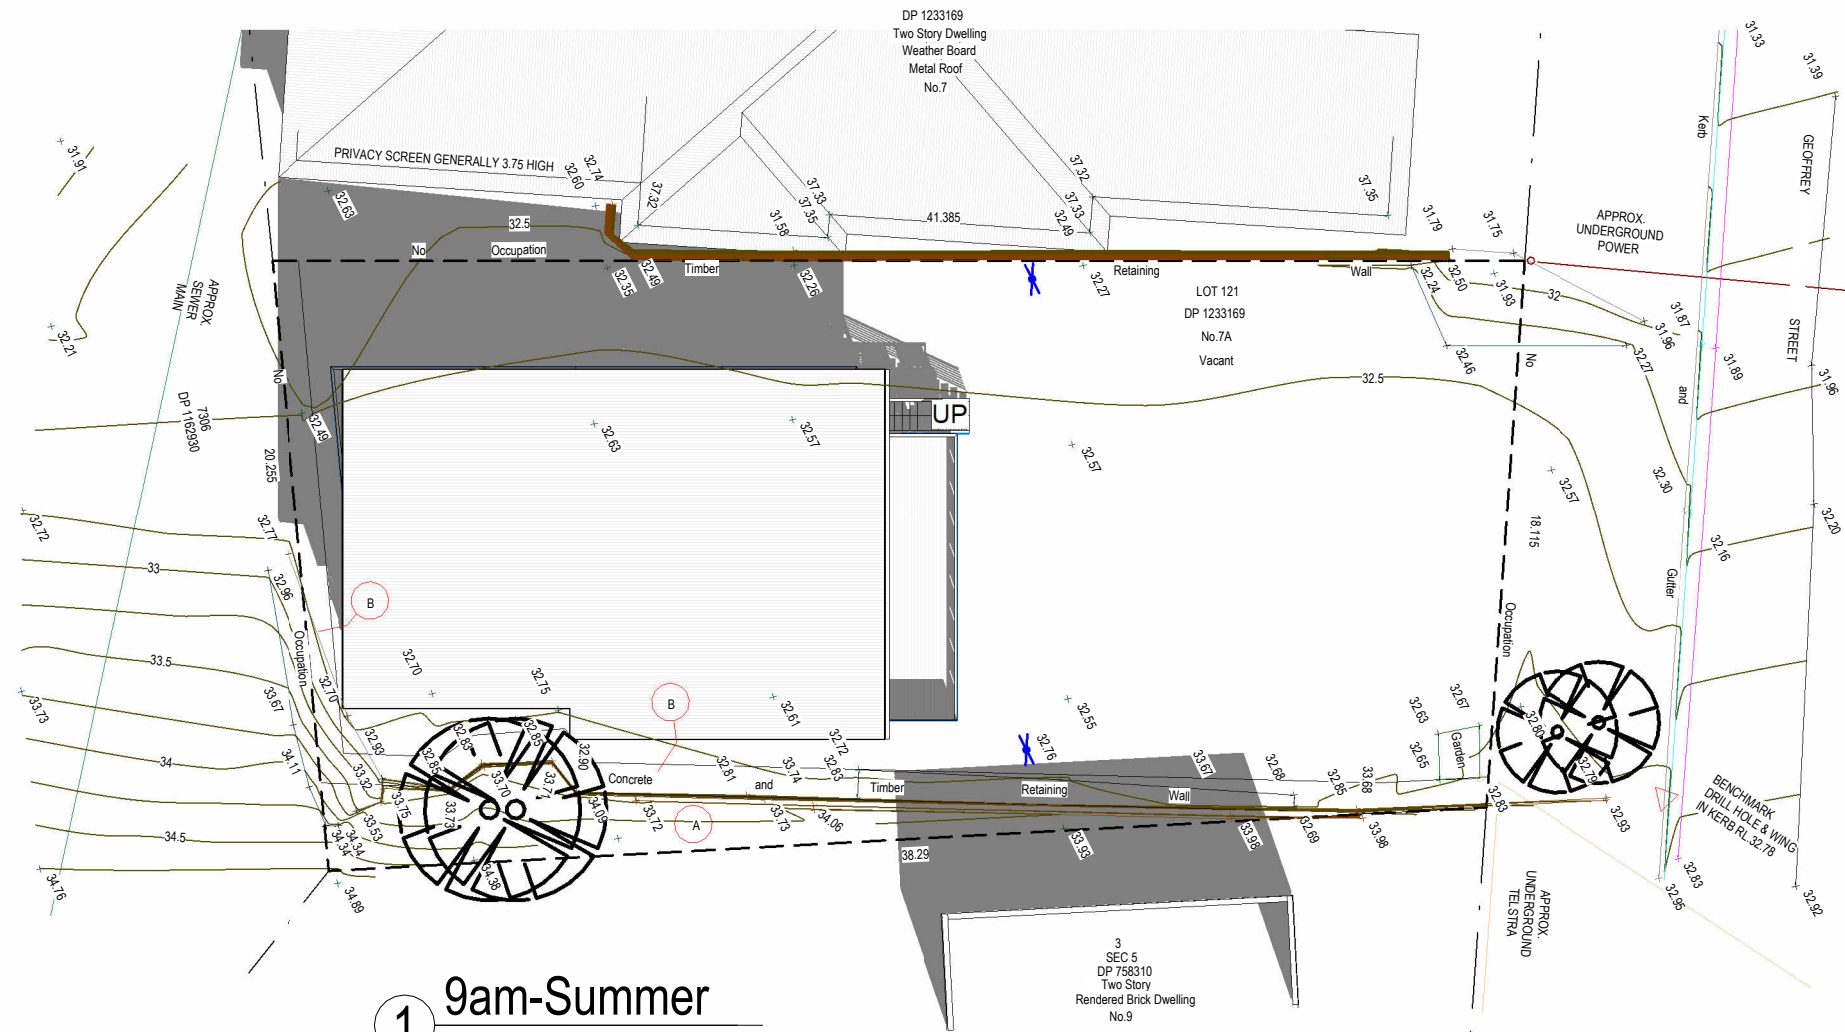 DP 1233169
Two Story Dwelling
Weather Board
Metal Roof
No.7
31.33
31.39
Kerb
GEOFFREY
31.91
PRIVACY SCREEN GENERALLY 3.75 HIGH
32.60
32.74
37.32
37.33
37.35
37.32
37.33
37.35
32.63
41.385
31.58
32.49
31.79
31.75
APPROX.
UNDERGROUND
POWER
32.5
No
Occupation
32.35
32.49
Timber
32.26
32.27
Retaining
Wall
32.24
32.50
31.93
32
APPROX.
SEWER
MAIN
LOT 121
DP 1233169
No.7A
Vacant
31.87
31.96
STREET
32.21
32.46
No
32.27
31.89
31.96
No
32.5
and
7306
DP 1162930
32.49
UP
32.63
32.57
32.57
20.255
32.57
32.30
32.72
32.77
18.115
32.20
32.16
33
32.96
B
Gutter
Occupation
Occupation
33.5
32.70
32.75
32.70
33.67
33.73
B
32.61
32.55
32.63
32.67
32.80
34
34.11
32.93
32.83
32.85
32.85
32.90
32.72
32.76
33.67
32.68
32.65
Garden
32.79
33.32
33.75
33.70
33.71
Concrete
32.81
and
33.74
32.83
Timber
Retaining
Wall
32.85
33.68
32.83
BENCHMARK
DRILL HOLE & WING
IN KERB RL.32.78
34.5
33.53
34.34
34.34
33.73
34.09
33.72
A
33.73
34.06
33.93
33.98
32.69
33.98
32.93
38.29
34.76
34.89
34.38
32.83
32.95
32.92
APPROX.
UNDERGROUND
TELSTRA
3
SEC 5
DP 758310
Two Story
Rendered Brick Dwelling
No.9
1
9am-Summer